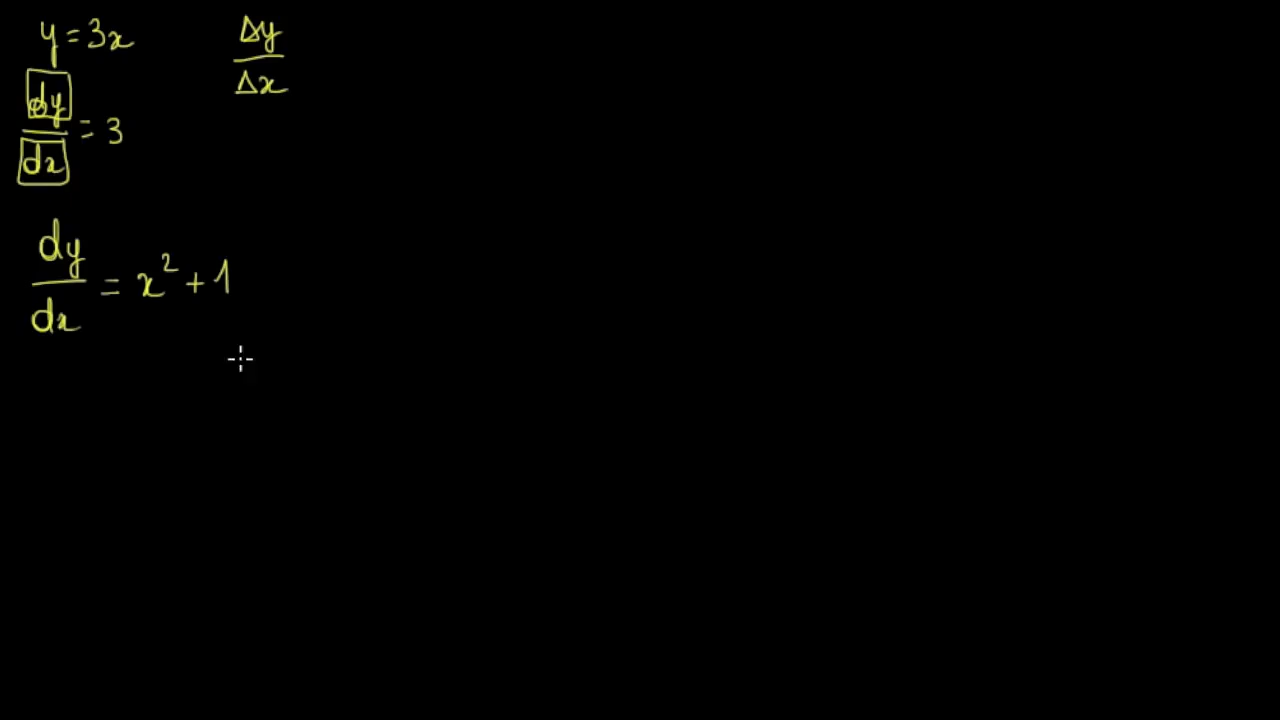 y = 3x
Δy
Δx
dy
dx
= 3
dy
dx
= x² + 1